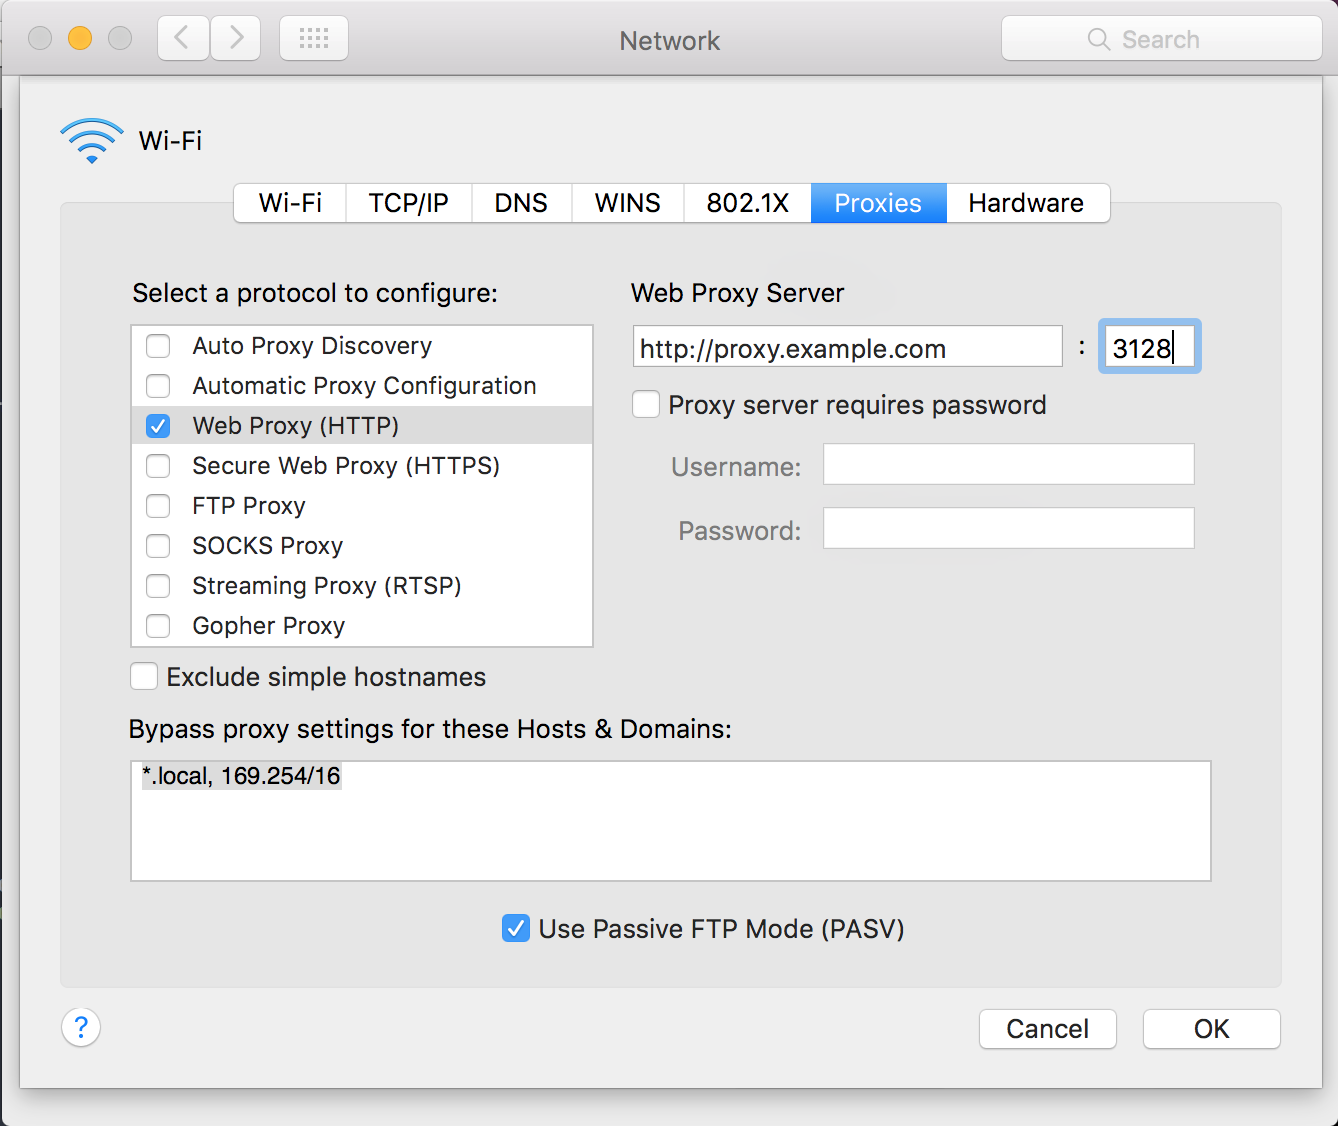 Network
Search
Wi-Fi
Wi-Fi TCP/IP DNS WINS 802.1X Proxies Hardware
Select a protocol to configure:
Auto Proxy Discovery
Automatic Proxy Configuration
Web Proxy (HTTP)
Secure Web Proxy (HTTPS)
FTP Proxy
SOCKS Proxy
Streaming Proxy (RTSP)
Gopher Proxy
Exclude simple hostnames
Web Proxy Server
http://proxy.example.com : 3128
Proxy server requires password
Username:
Password:
Bypass proxy settings for these Hosts & Domains:
*.local, 169.254/16
Use Passive FTP Mode (PASV)
?
Cancel
OK